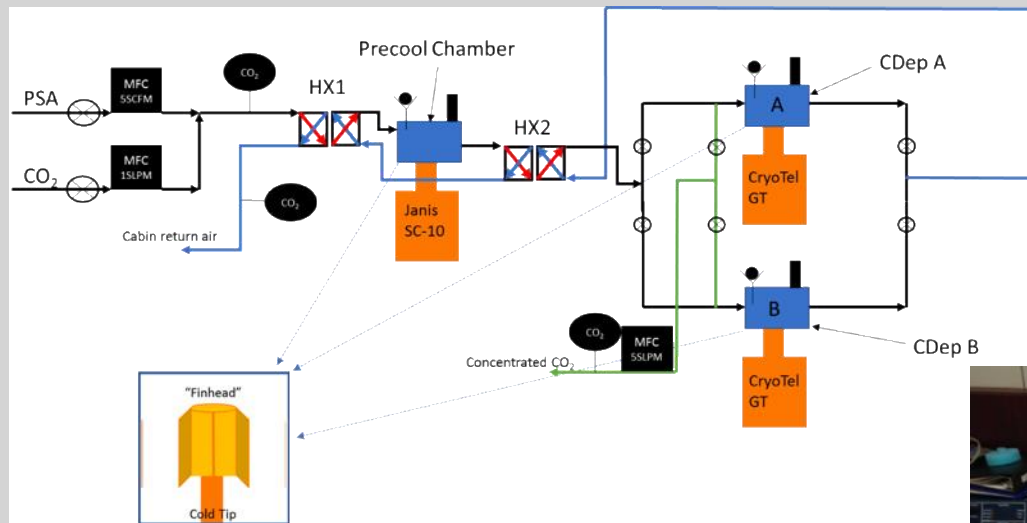 Precool Chamber
CDep A
PSA
MFC
5SCFM
CO₂
HX1
HX2
A
CO₂
MFC
1SLPM
CO₂
Janis
SC-10
CryoTel
GT
Cabin return air
B
CDep B
CO₂
MFC
5SLPM
Concentrated CO₂
CryoTel
GT
"Finhead"
Cold Tip